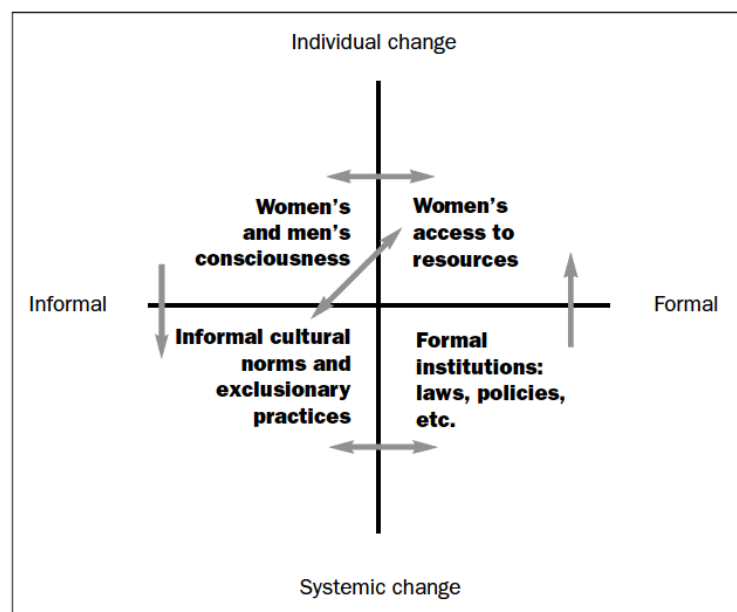 Individual change
Women's
and men's
consciousness
Women's
access to
resources
Informal
Formal
Informal cultural
norms and
exclusionary
practices
Formal
institutions:
laws, policies,
etc.
Systemic change